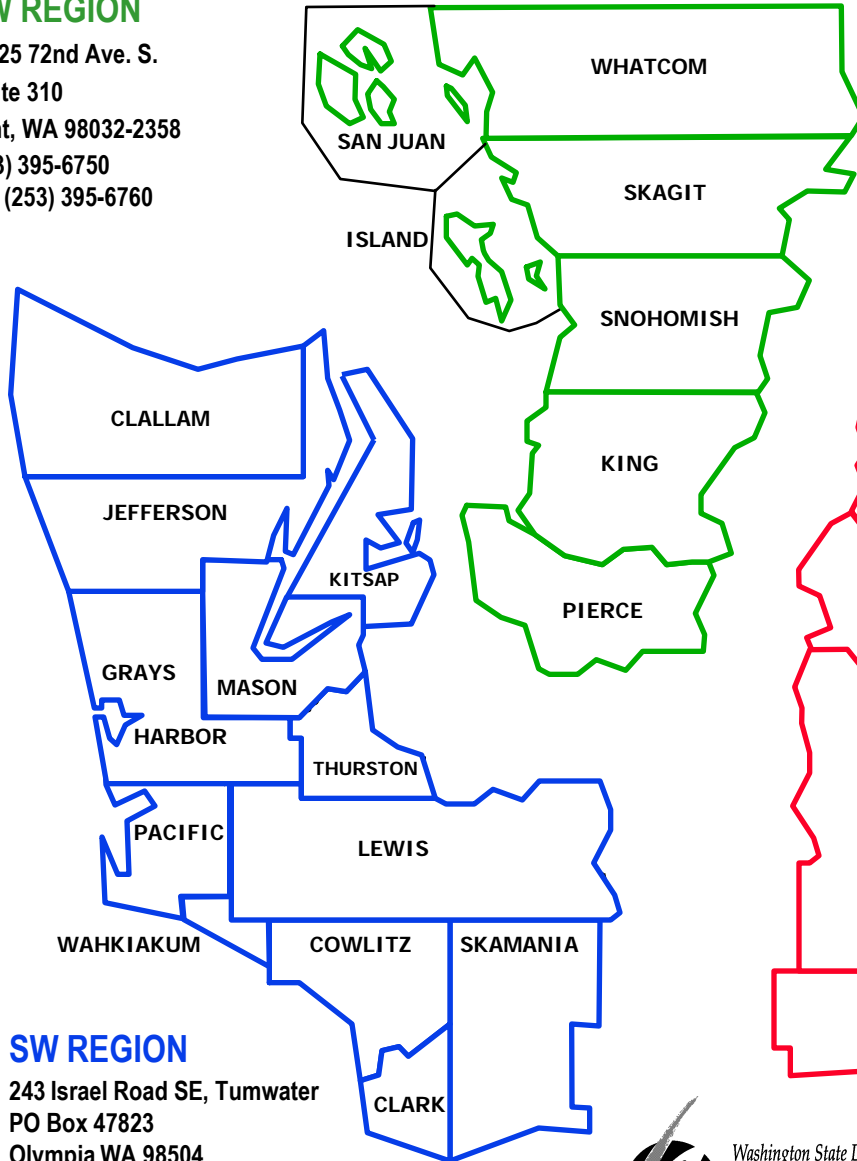 REGION
72nd Ave. S.
310
WA 98032-2358
395-6750
(253) 395-6760
WHATCOM
SAN JUAN
SKAGIT
ISLAND
SNOHOMISH
CLALLAM
KING
JEFFERSON
KITSAP
PIERCE
GRAYS
MASON
HARBOR
THURSTON
PACIFIC
LEWIS
WAHKIAKUM
COWLITZ
SKAMANIA
SW REGION
243 Israel Road SE, Tumwater
PO Box 47823
Olympia WA 98504
CLARK
Washington State